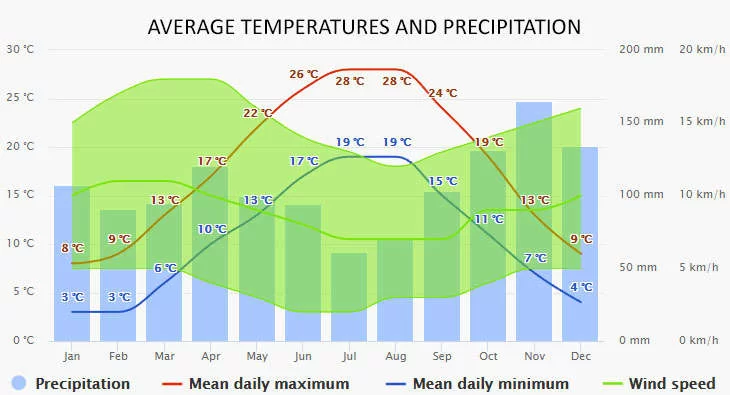 AVERAGE TEMPERATURES AND PRECIPITATION
30 °C 200 mm 20 km/h
26 °C 28 °C 28 °C
25 °C 24 °C
22 °C 150 mm 15 km/h
20 °C 19 °C 19 °C 19 °C
17 °C 17 °C
15 °C 15 °C 100 mm 10 km/h
13 °C 13 °C 13 °C
10 °C 10 °C 11 °C
8 °C 9 °C 9 °C
6 °C 7 °C 50 mm 5 km/h
5 °C 3 °C 3 °C 4 °C
0 °C 0 mm 0 km/h
Jan Feb Mar Apr May Jun Jul Aug Sep Oct Nov Dec
Precipitation Mean daily maximum Mean daily minimum Wind speed